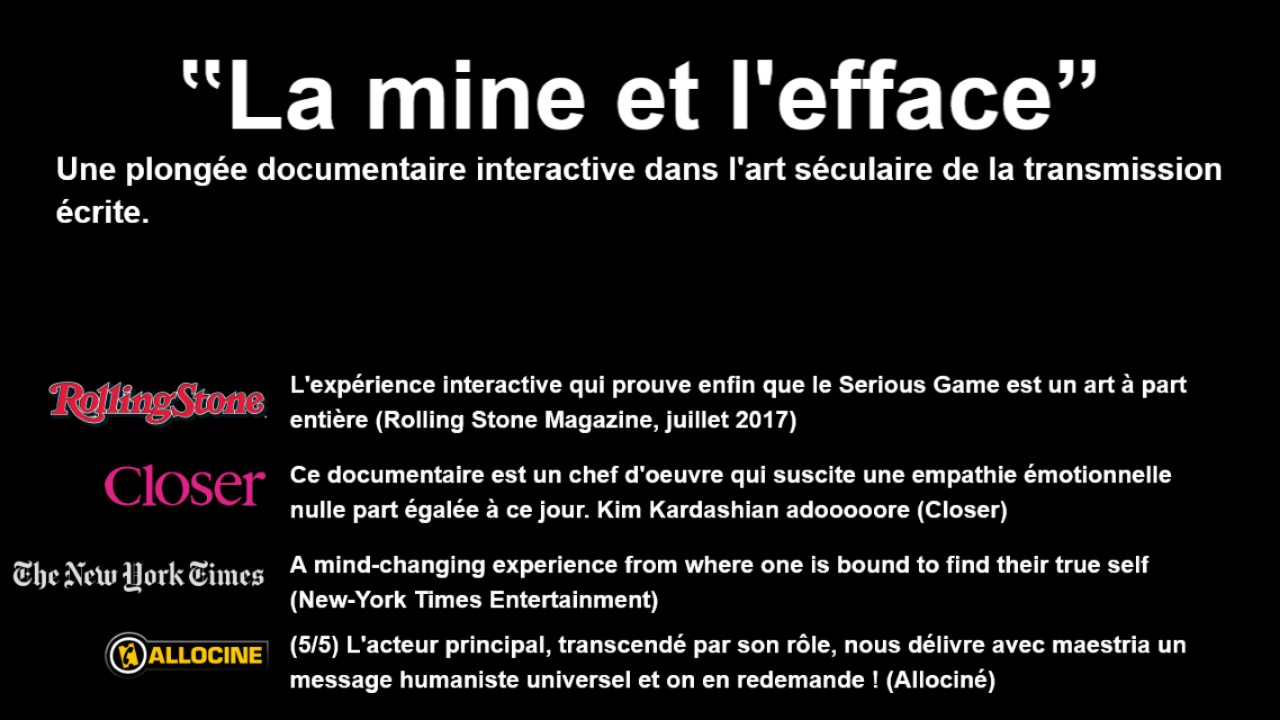 “La mine et l'efface”
Une plongée documentaire interactive dans l'art séculaire de la transmission
écrite.
RollingStone
L'expérience interactive qui prouve enfin que le Serious Game est un art à part
entière (Rolling Stone Magazine, juillet 2017)
Closer
Ce documentaire est un chef d'oeuvre qui suscite une empathie émotionnelle
nulle part égalée à ce jour. Kim Kardashian adooooore (Closer)
The New York Times
A mind-changing experience from where one is bound to find their true self
(New-York Times Entertainment)
ALLOCINE
(5/5) L'acteur principal, transcendé par son rôle, nous délivre avec maestria un
message humaniste universel et on en redemande ! (Allociné)